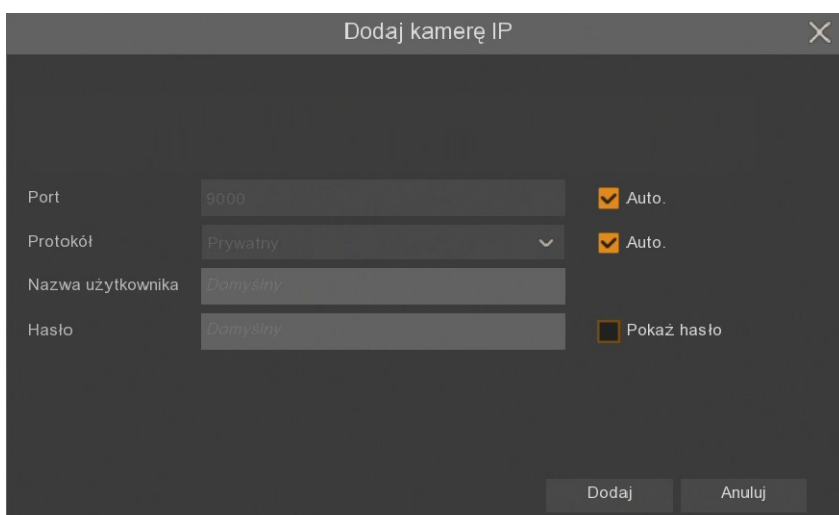 Dodaj kamerę IP
Port 9000 Auto.
Protokół Prywatny Auto.
Nazwa użytkownika Domyślny
Hasło Domyślny Pokaż hasło
Dodaj Anuluj